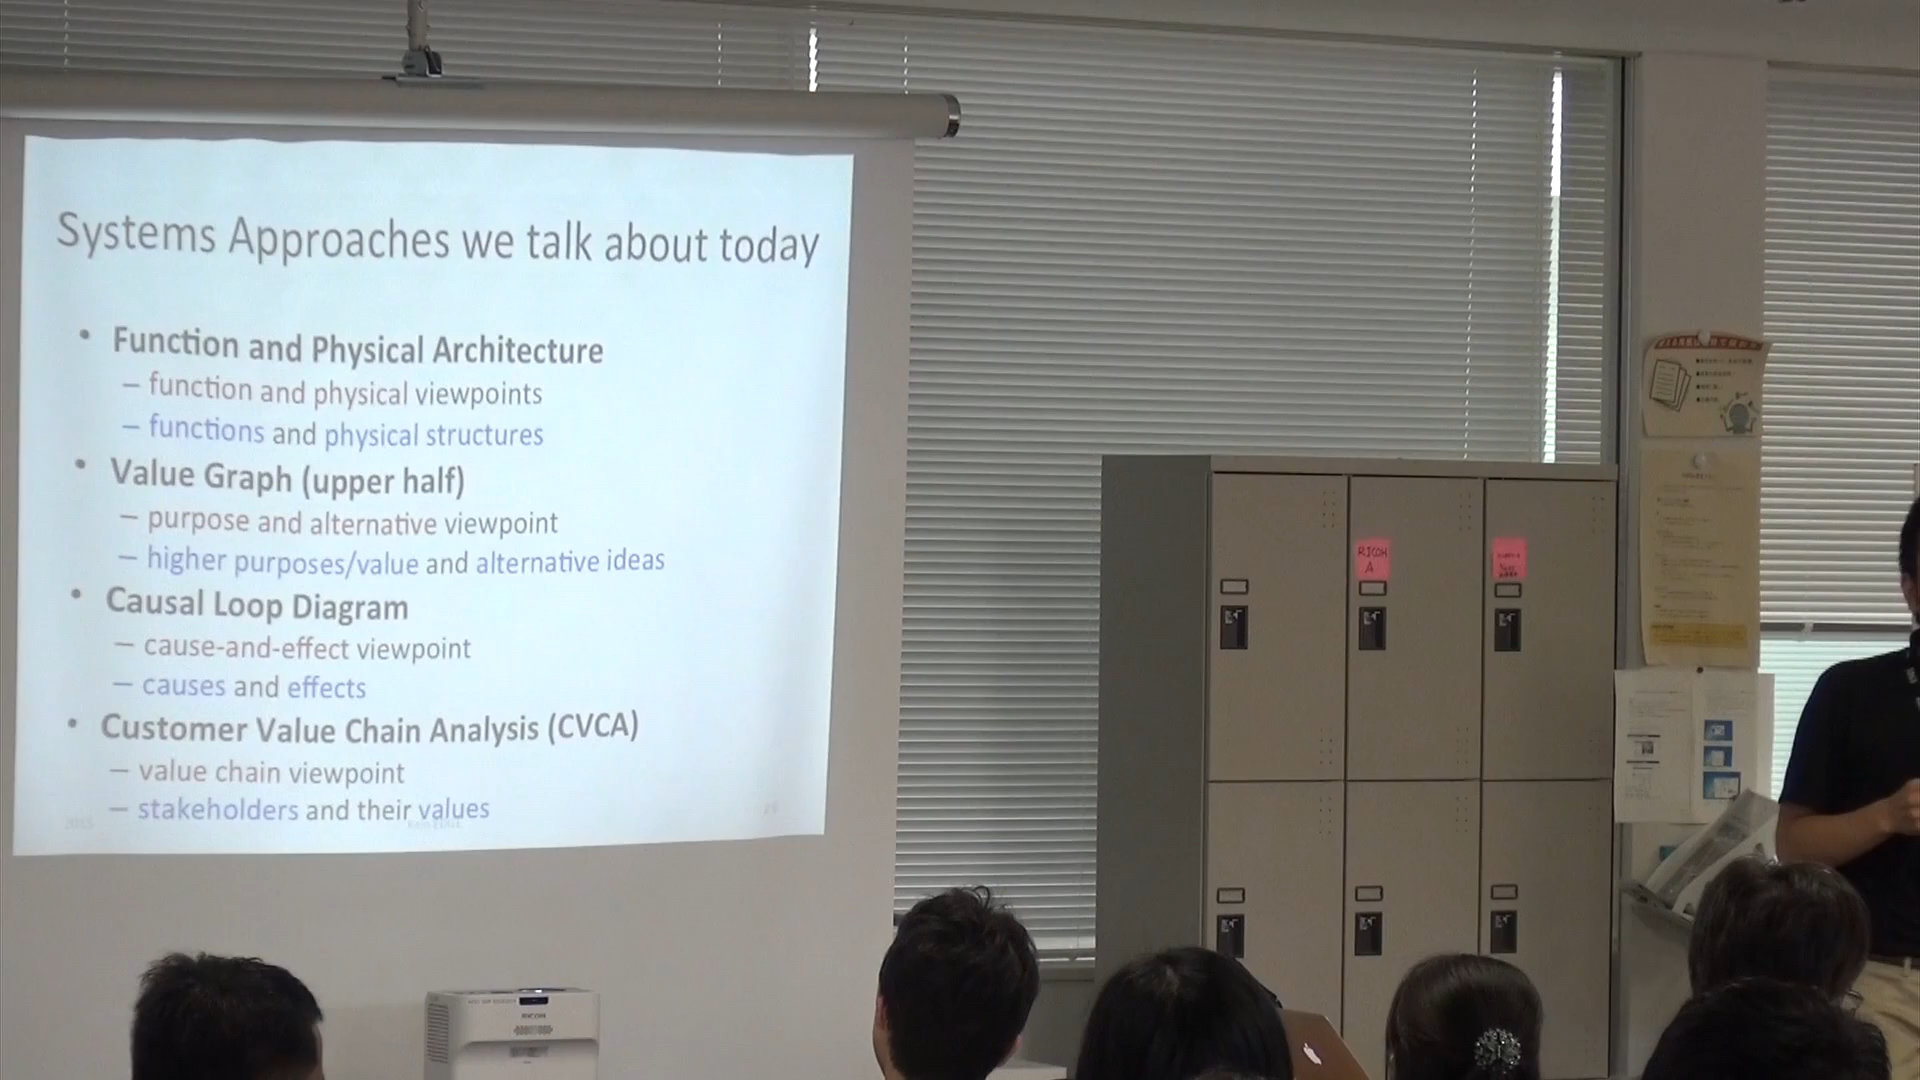 Systems Approaches we talk about today
• Function and Physical Architecture
– function and physical viewpoints
– functions and physical structures
• Value Graph (upper half)
– purpose and alternative viewpoint
– higher purposes/value and alternative ideas
• Causal Loop Diagram
– cause-and-effect viewpoint
– causes and effects
• Customer Value Chain Analysis (CVCA)
– value chain viewpoint
– stakeholders and their values
2015
RICOH
A
RICOH